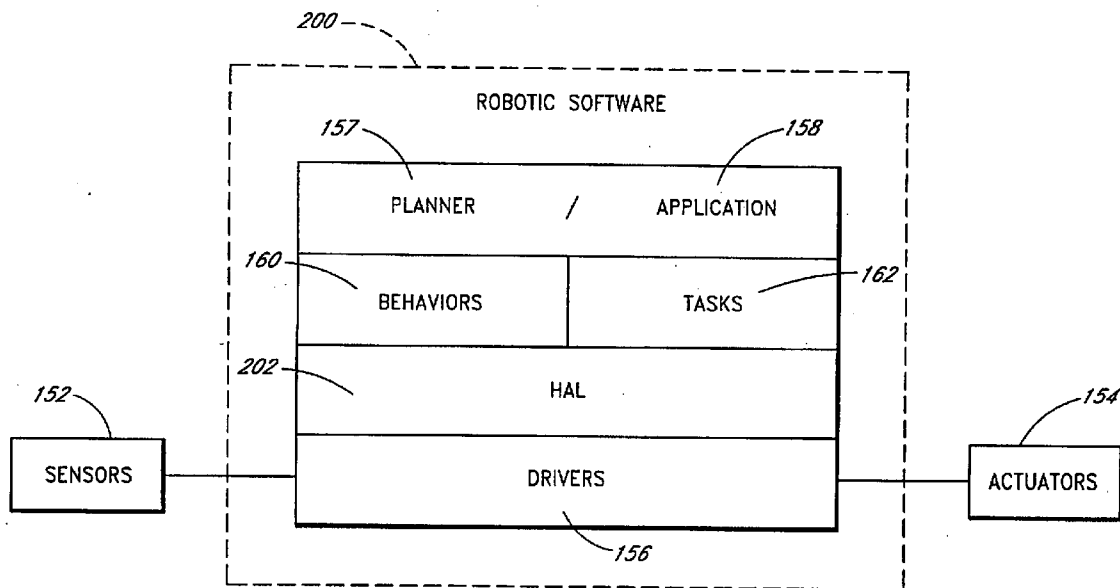 200
ROBOTIC SOFTWARE
157
158
PLANNER / APPLICATION
160
162
BEHAVIORS
TASKS
202
HAL
152
154
SENSORS
DRIVERS
ACTUATORS
156